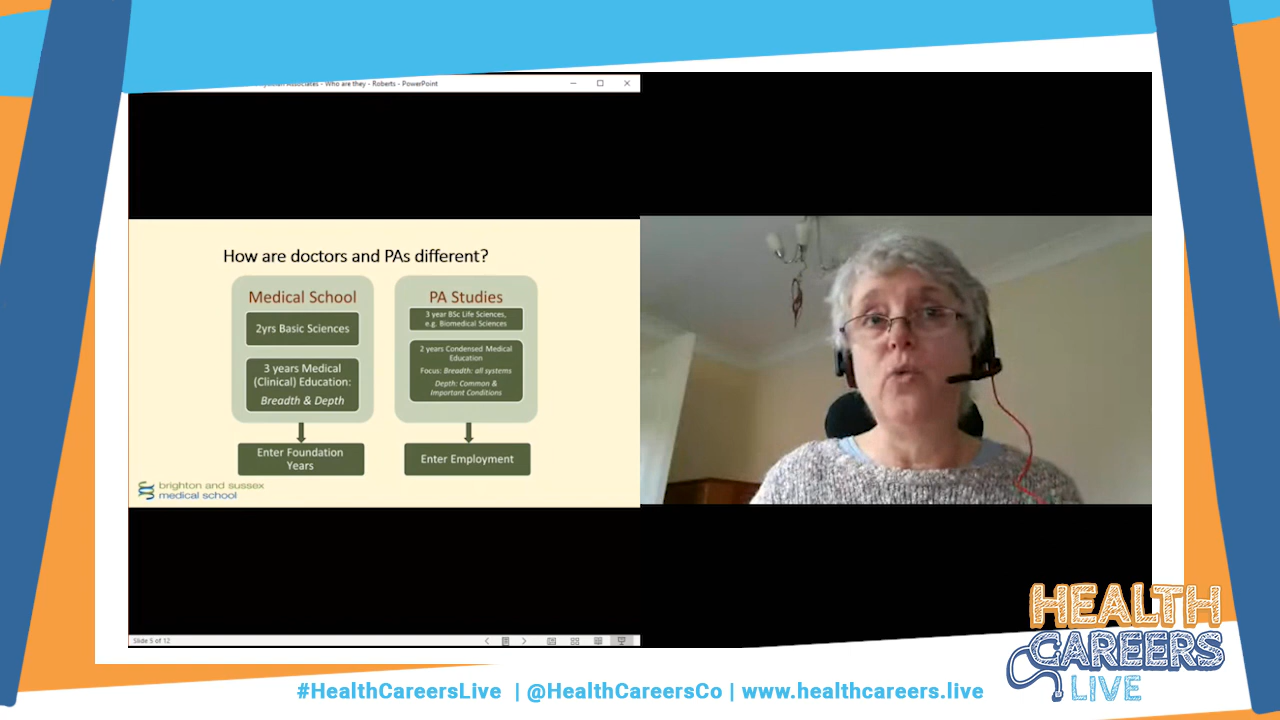 Associates - Who are they - Roberts - PowerPoint
How are doctors and PAs different?
Medical School
2yrs Basic Sciences
3 years Medical
(Clinical) Education:
Breadth & Depth
Enter Foundation
Years
PA Studies
3 year BSc Life Sciences,
e.g. Biomedical Sciences
2 years Condensed Medical
Education
Focus: Breadth: all systems
Depth: Common &
Important Conditions
Enter Employment
brighton and sussex
medical school
Slide 5 of 12
HEALTH
CAREERS
LIVE
#HealthCareersLive | @HealthCareersCo | www.healthcareers.live